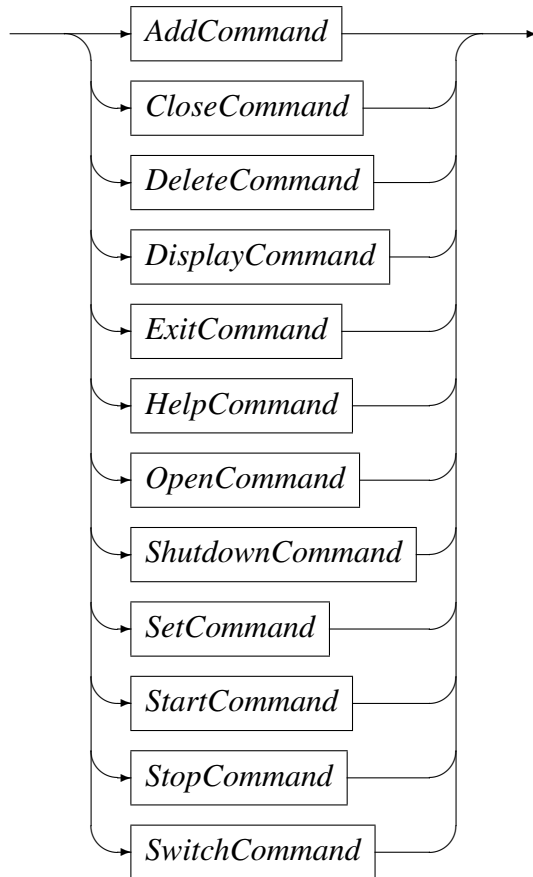 AddCommand
CloseCommand
DeleteCommand
DisplayCommand
ExitCommand
HelpCommand
OpenCommand
ShutdownCommand
SetCommand
StartCommand
StopCommand
SwitchCommand